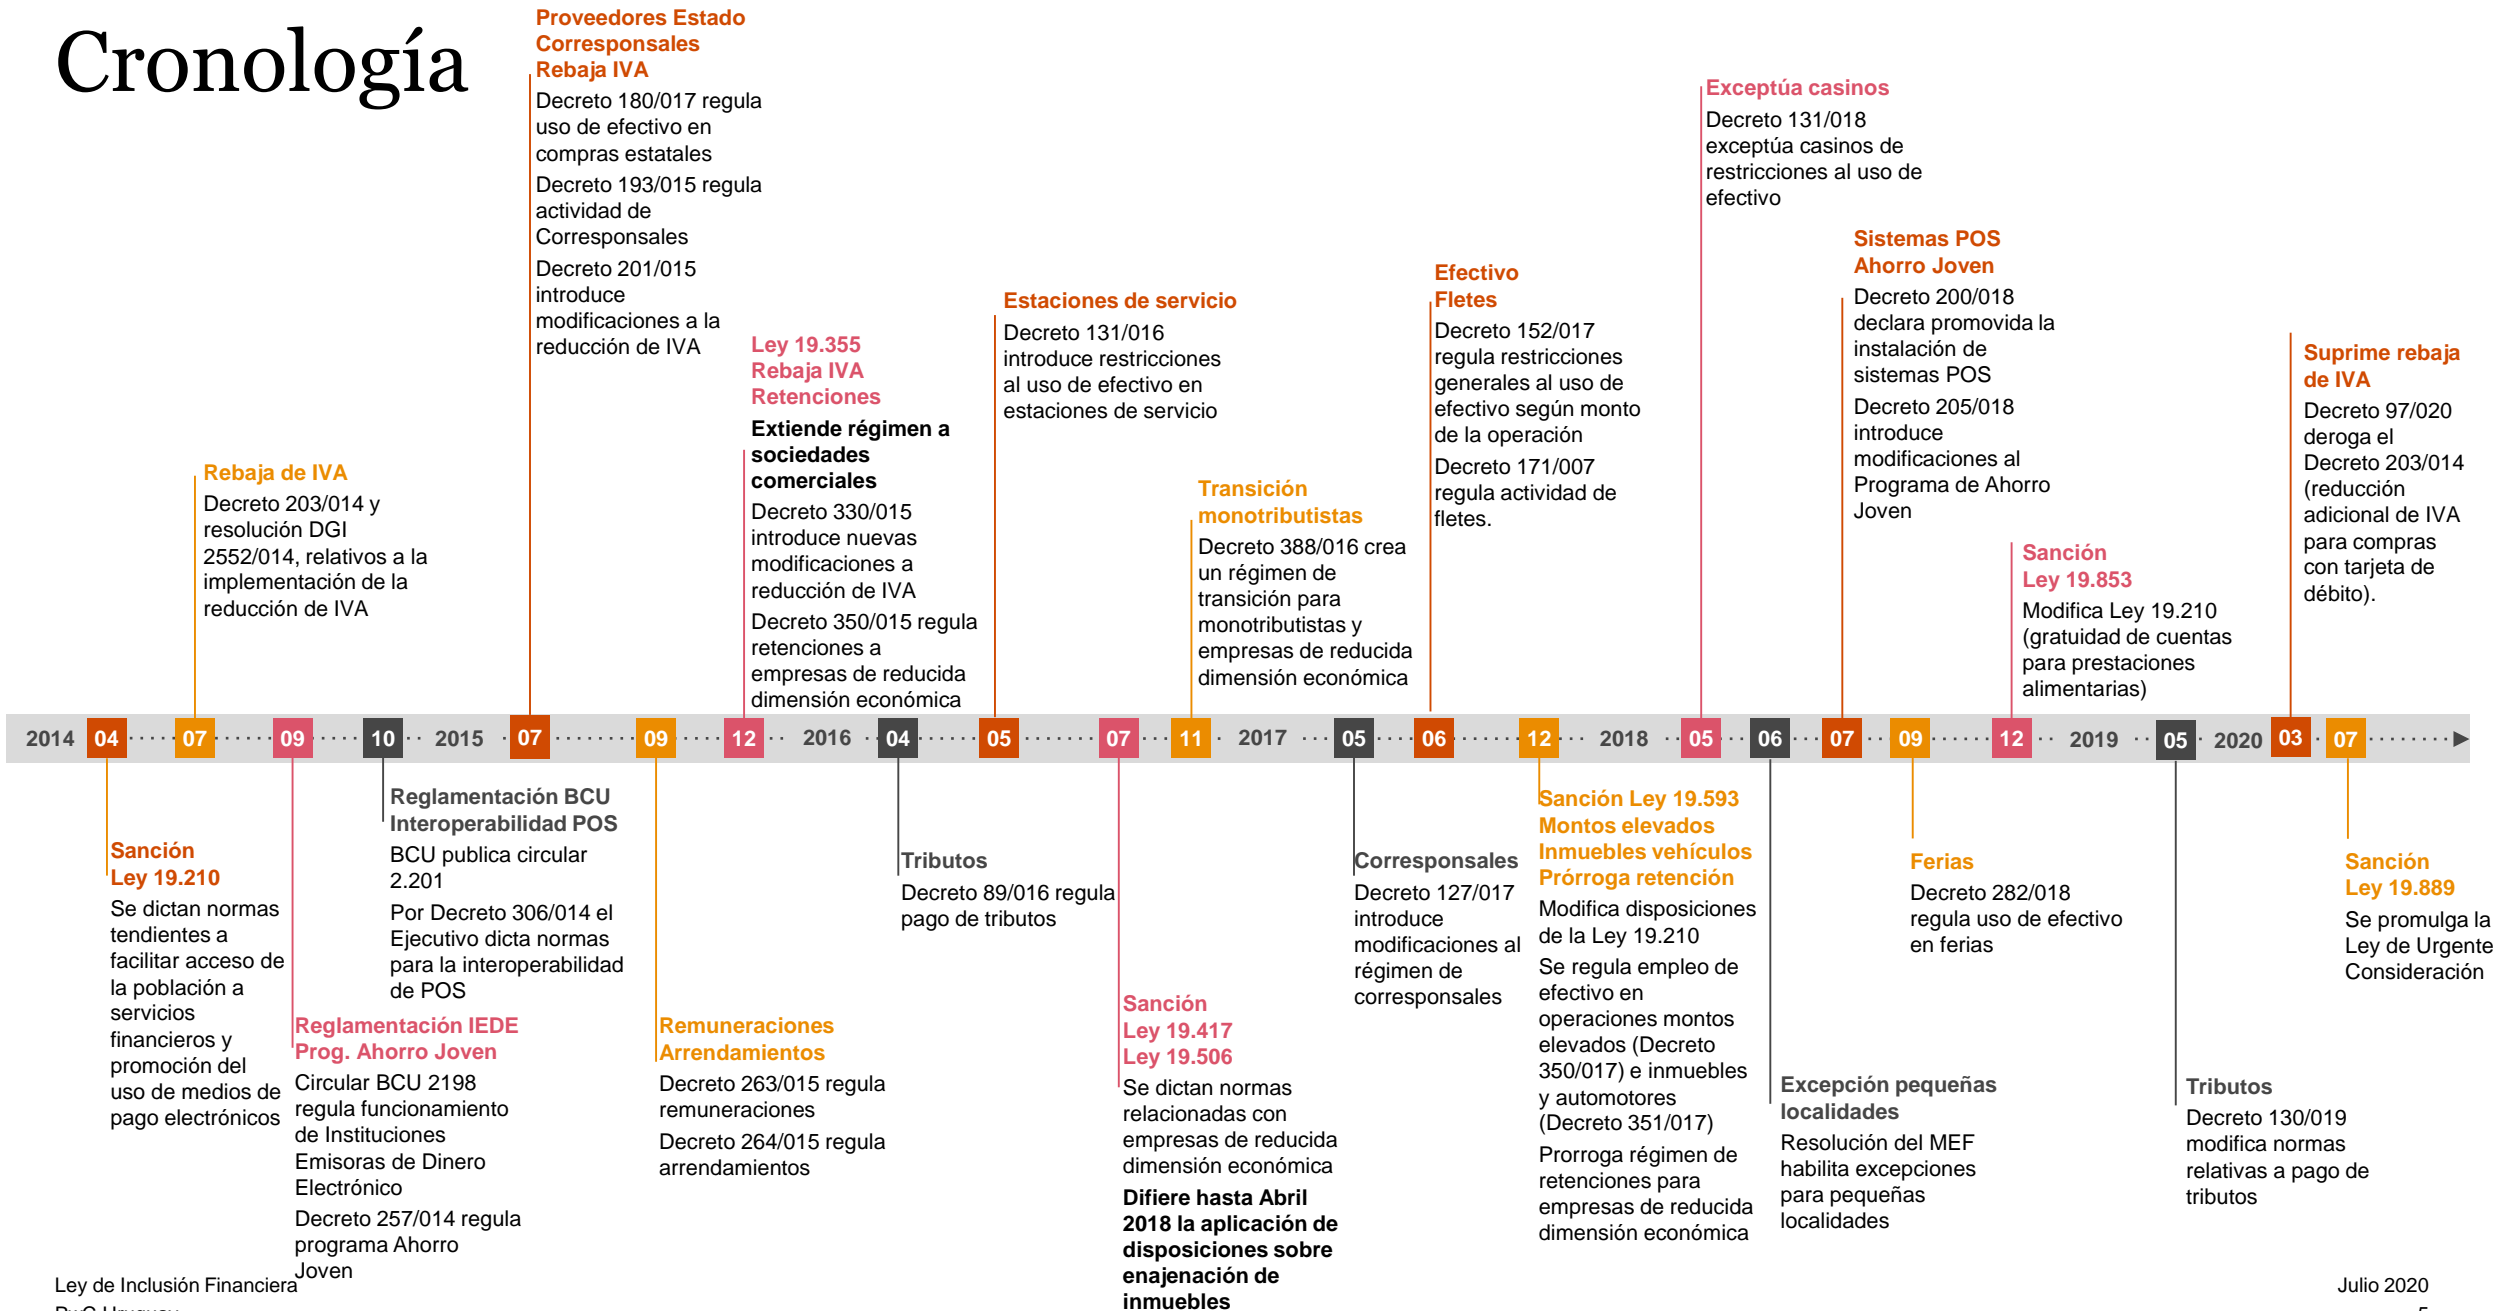 Cronología
Proveedores Estado
Corresponsales
Rebaja IVA
Decreto 180/017 regula
uso de efectivo en
compras estatales
Decreto 193/015 regula
actividad de
Corresponsales
Decreto 201/015
introduce
modificaciones a la
reducción de IVA
Exceptúa casinos
Decreto 131/018
exceptúa casinos de
restricciones al uso de
efectivo
Rebaja de IVA
Decreto 203/014 y
resolución DGI
2552/014, relativos a la
implementación de la
reducción de IVA
Ley 19.355
Rebaja IVA
Retenciones
Extiende régimen a
sociedades
comerciales
Decreto 330/015
introduce nuevas
modificaciones a
reducción de IVA
Decreto 350/015 regula
retenciones a
empresas de reducida
dimensión económica
Estaciones de servicio
Decreto 131/016
introduce restricciones
al uso de efectivo en
estaciones de servicio
Transición
monotributistas
Decreto 388/016 crea
un régimen de
transición para
monotributistas y
empresas de reducida
dimensión económica
Efectivo
Fletes
Decreto 152/017
regula restricciones
generales al uso de
efectivo según monto
de la operación
Decreto 171/007
regula actividad de
fletes.
Sistemas POS
Ahorro Joven
Decreto 200/018
declara promovida la
instalación de
sistemas POS
Decreto 205/018
introduce
modificaciones al
Programa de Ahorro
Joven
Sanción
Ley 19.853
Modifica Ley 19.210
(gratuidad de cuentas
para prestaciones
alimentarias)
Suprime rebaja
de IVA
Decreto 97/020
deroga el
Decreto 203/014
(reducción
adicional de IVA
para compras
con tarjeta de
débito).
2014 04 07 09 10 2015 07 09 12 2016 04 05 07 11 2017 05 06 12 2018 05 06 07 09 12 2019 05 2020 03 07
Sanción
Ley 19.210
Se dictan normas
tendientes a
facilitar acceso de
la población a
servicios
financieros y
promoción del
uso de medios de
pago electrónicos
Reglamentación IEDE
Prog. Ahorro Joven
Circular BCU 2198
regula funcionamiento
de Instituciones
Emisoras de Dinero
Electrónico
Decreto 257/014 regula
programa Ahorro
Joven
Reglamentación BCU
Interoperabilidad POS
BCU publica circular
2.201
Por Decreto 306/014 el
Ejecutivo dicta normas
para la interoperabilidad
de POS
Remuneraciones
Arrendamientos
Decreto 263/015 regula
remuneraciones
Decreto 264/015 regula
arrendamientos
Tributos
Decreto 89/016 regula
pago de tributos
Sanción
Ley 19.417
Ley 19.506
Se dictan normas
relacionadas con
empresas de reducida
dimensión económica
Difiere hasta Abril
2018 la aplicación de
disposiciones sobre
enajenación de
inmuebles
Corresponsales
Decreto 127/017
introduce
modificaciones al
régimen de
corresponsales
Sanción Ley 19.593
Montos elevados
Inmuebles vehículos
Prórroga retención
Modifica disposiciones
de la Ley 19.210
Se regula empleo de
efectivo en
operaciones montos
elevados (Decreto
350/017) e inmuebles
y automotores
(Decreto 351/017)
Prorroga régimen de
retenciones para
empresas de reducida
dimensión económica
Excepción pequeñas
localidades
Resolución del MEF
habilita excepciones
para pequeñas
localidades
Ferias
Decreto 282/018
regula uso de efectivo
en ferias
Tributos
Decreto 130/019
modifica normas
relativas a pago de
tributos
Sanción
Ley 19.889
Se promulga la
Ley de Urgente
Consideración
Ley de Inclusión Financiera
PwC Uruguay
Julio 2020
5